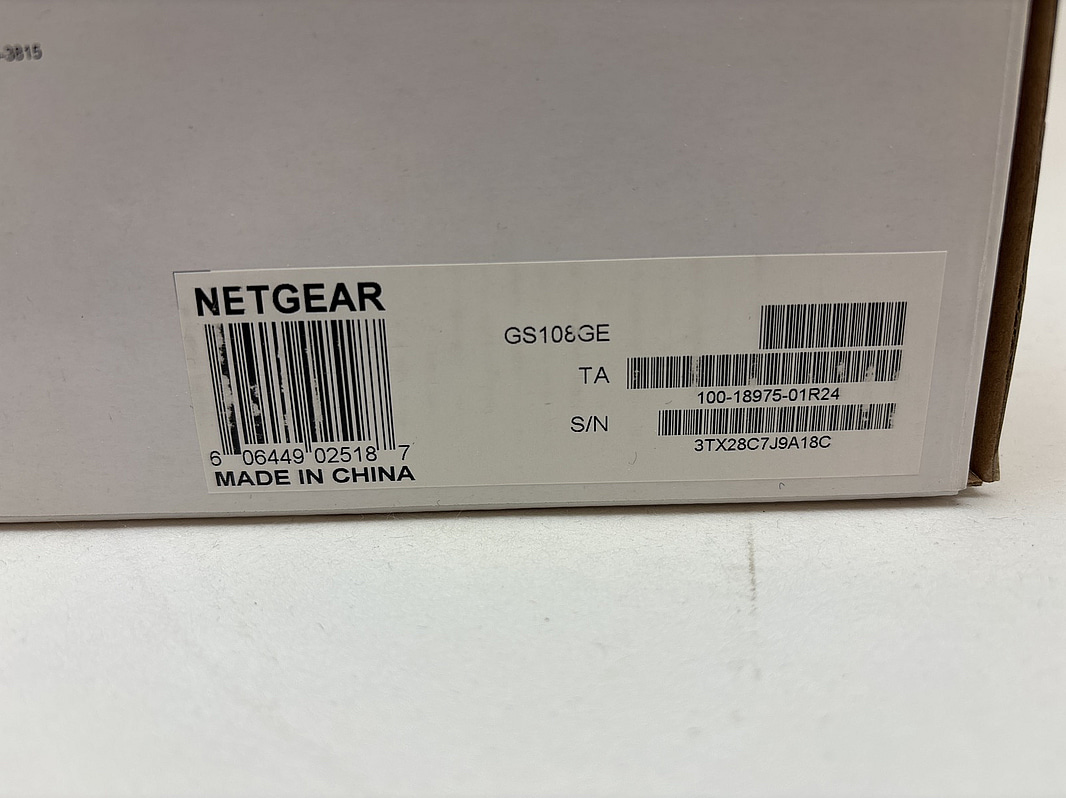 -3815
NETGEAR
6 06449 02518 7
MADE IN CHINA
GS108GE
TA
100-18975-01R24
S/N
3TX28C7J9A18C